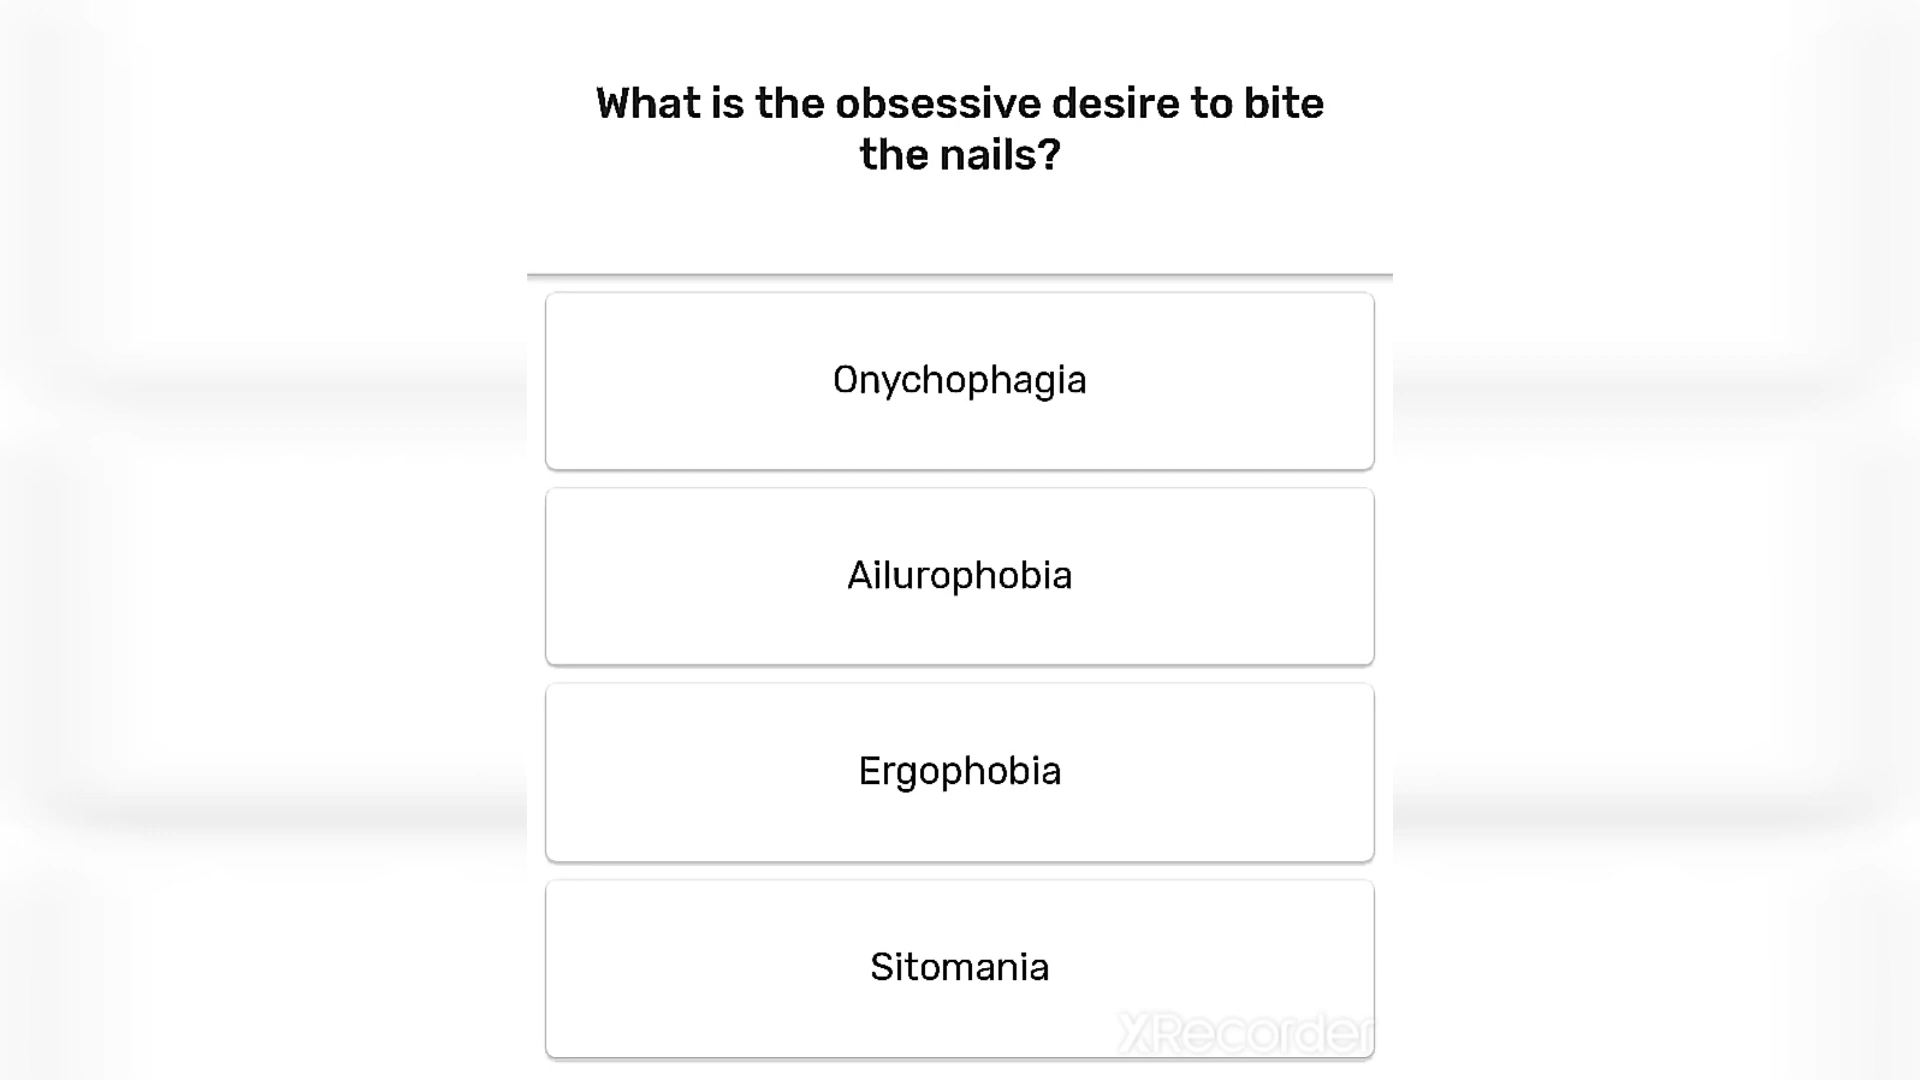 What is the obsessive desire to bite
the nails?
Onychophagia
Ailurophobia
Ergophobia
Sitomania
XRecorder